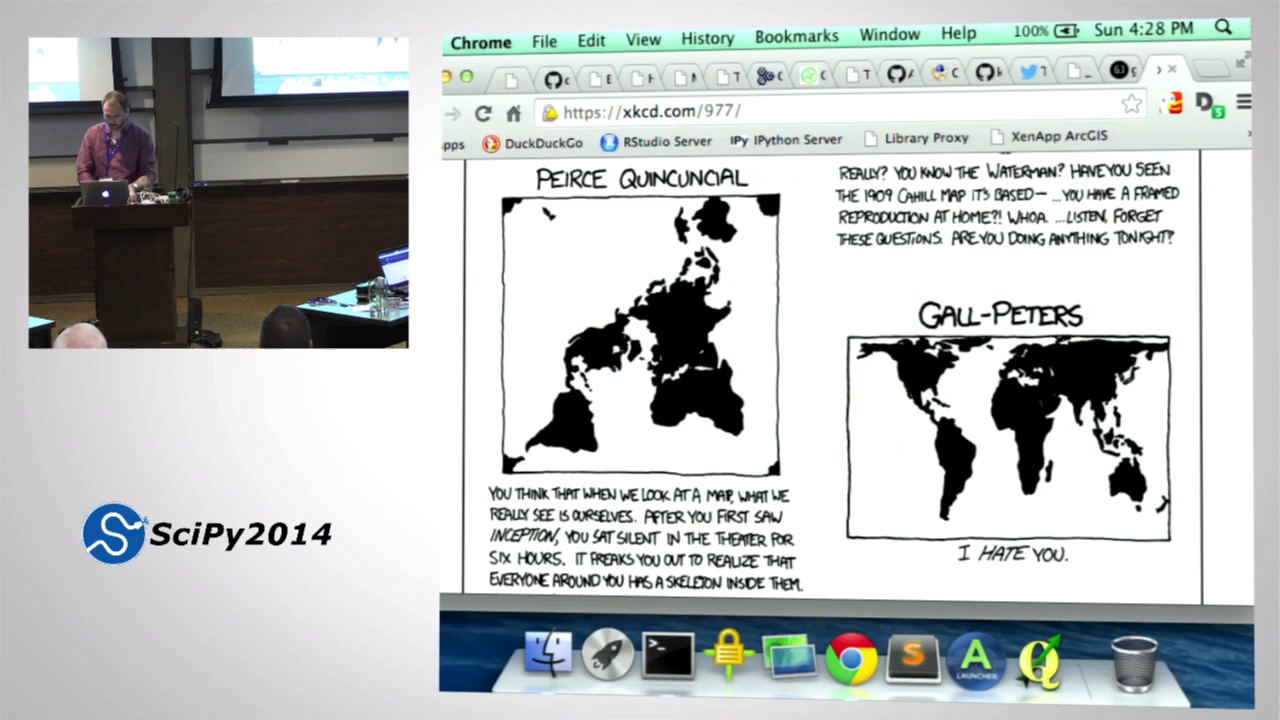 Chrome File Edit View History Bookmarks Window Help 100% Sun 4:28 PM
https://xkcd.com/977/
DuckDuckGo RStudio Server IPy IPython Server Library Proxy XenApp ArcGIS
PEIRCE QUINCUNCIAL
YOU THINK THAT WHEN WE LOOK AT A MAP, WHAT WE
REALLY SEE IS OURSELVES. AFTER YOU FIRST SAW
INCEPTION, YOU SAT SILENT IN THE THEATER FOR
SIX HOURS. IT FREAKS YOU OUT TO REALIZE THAT
EVERYONE AROUND YOU HAS A SKELETON INSIDE THEM.
REALLY? YOU KNOW THE WATERMAN? HAVE YOU SEEN
THE 1909 CAHILL MAP IT'S BASED— ...YOU HAVE A FRAMED
REPRODUCTION AT HOME?! WHOA. ...LISTEN, FORGET
THESE QUESTIONS. ARE YOU DOING ANYTHING TONIGHT?
GALL-PETERS
I HATE YOU.
SciPy2014
LAUNCHER